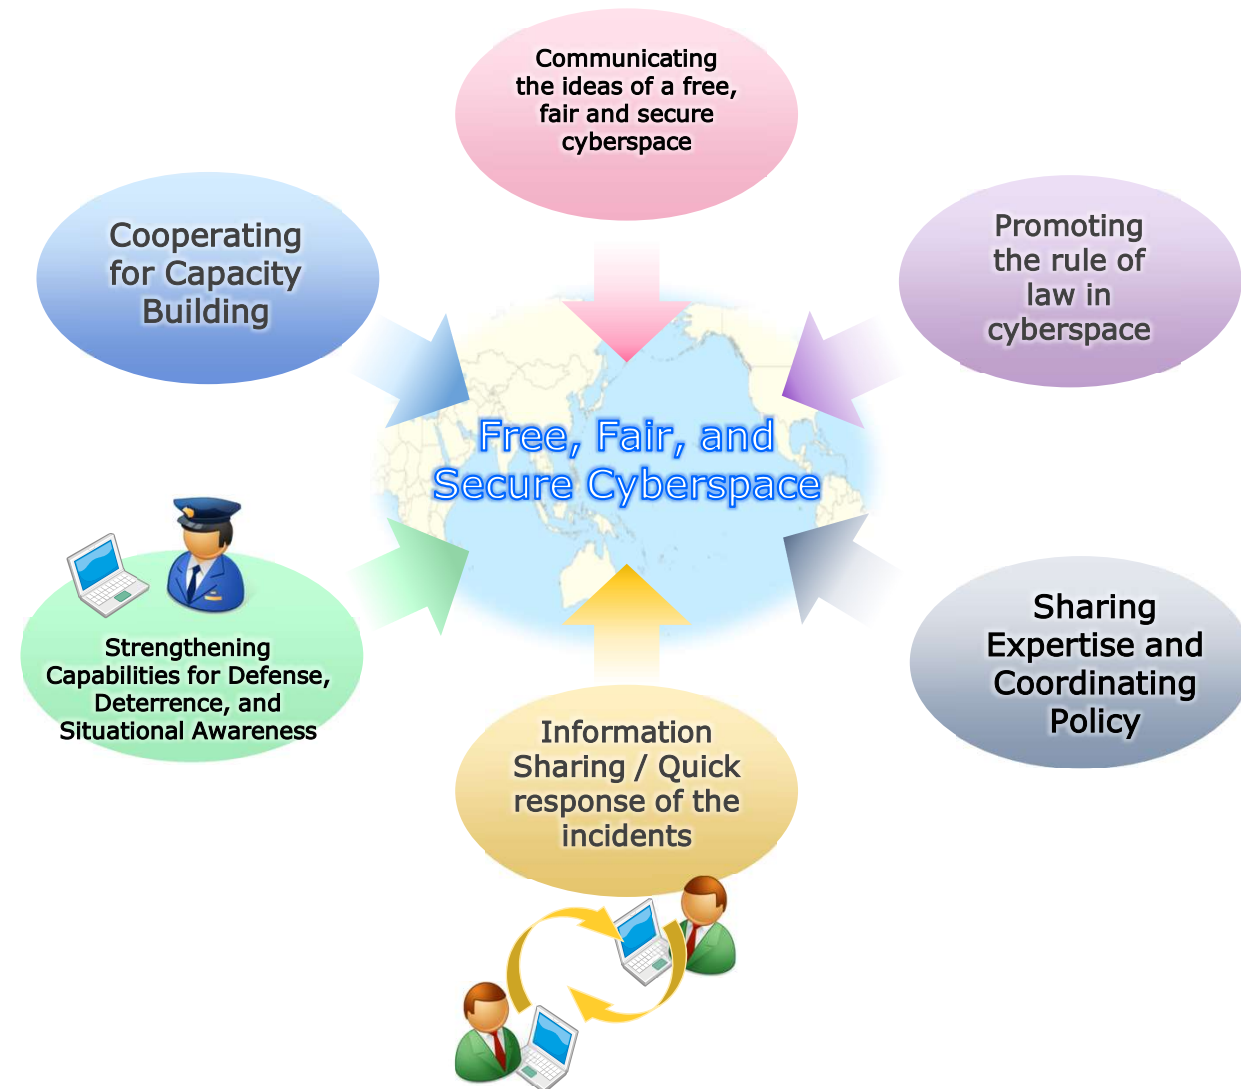 Communicating
the ideas of a free,
fair and secure
cyberspace
Cooperating
for Capacity
Building
Promoting
the rule of
law in
cyberspace
Free, Fair, and
Secure Cyberspace
Strengthening
Capabilities for Defense,
Deterrence, and
Situational Awareness
Sharing
Expertise and
Coordinating
Policy
Information
Sharing / Quick
response of the
incidents